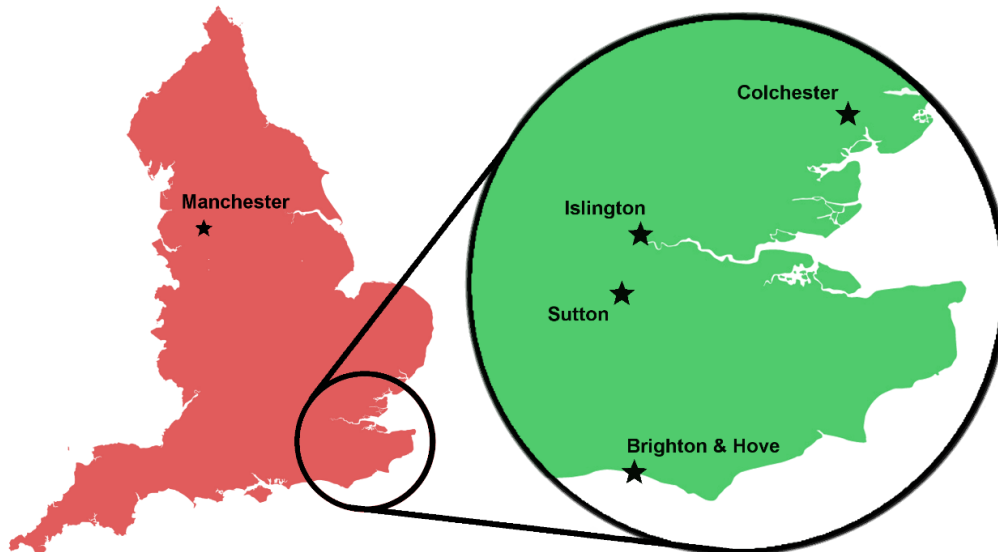 Manchester
Colchester
Islington
Sutton
Brighton & Hove